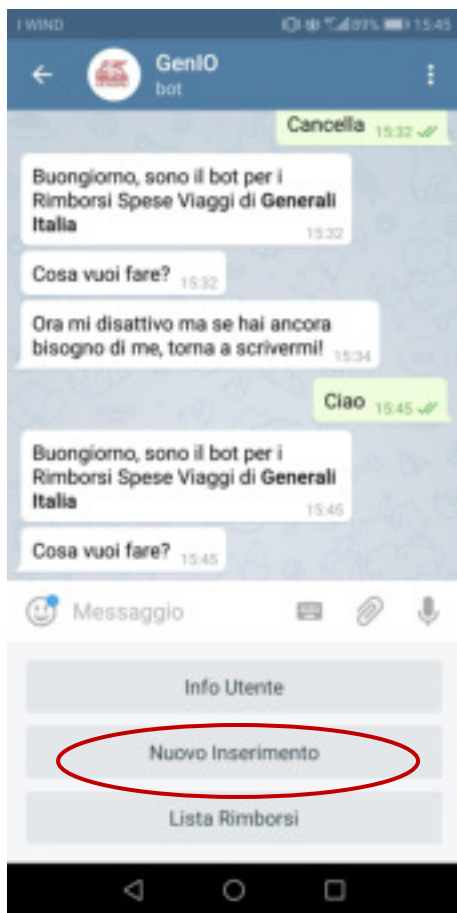 I WIND 89% 15:45
GenIO
bot
Cancella 15:32
Buongiorno, sono il bot per i
Rimborsi Spese Viaggi di Generali
Italia
15:32
Cosa vuoi fare? 15:32
Ora mi disattivo ma se hai ancora
bisogno di me, torna a scrivermi! 15:34
Ciao 15:45
Buongiorno, sono il bot per i
Rimborsi Spese Viaggi di Generali
Italia
15:45
Cosa vuoi fare? 15:45
Messaggio
Info Utente
Nuovo Inserimento
Lista Rimborsi